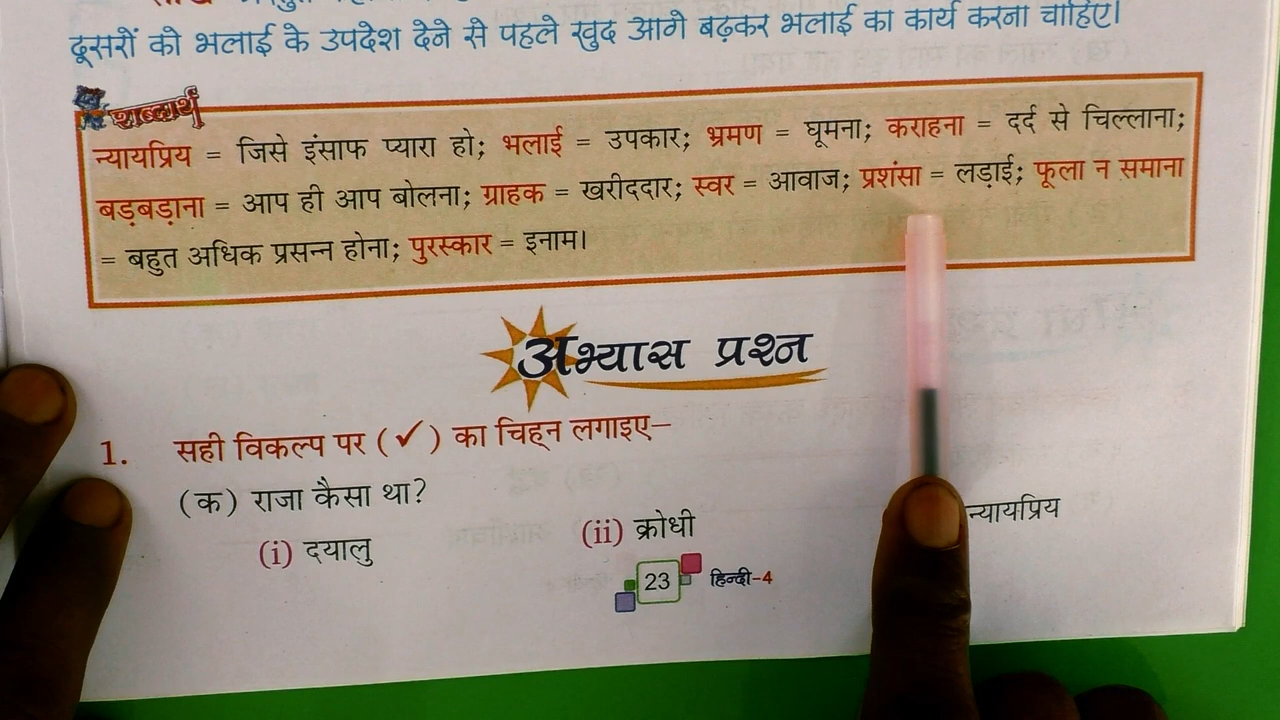 दूसरों को भलाई के उपदेश देने से पहले खुद आगे बढ़कर भलाई का कार्य करना चाहिए।
शब्दार्थ
न्यायप्रिय = जिसे इंसाफ प्यारा हो; भलाई = उपकार; भ्रमण = घूमना; कराहना = दर्द से चिल्लाना;
बड़बड़ाना = आप ही आप बोलना; ग्राहक = खरीददार; स्वर = आवाज; प्रशंसा = लड़ाई; फूला न समाना
= बहुत अधिक प्रसन्न होना; पुरस्कार = इनाम।
अभ्यास प्रश्न
1. सही विकल्प पर (✓) का चिह्न लगाइए–
(क) राजा कैसा था?
(i) दयालु (ii) क्रोधी न्यायप्रिय
23 हिन्दी-4